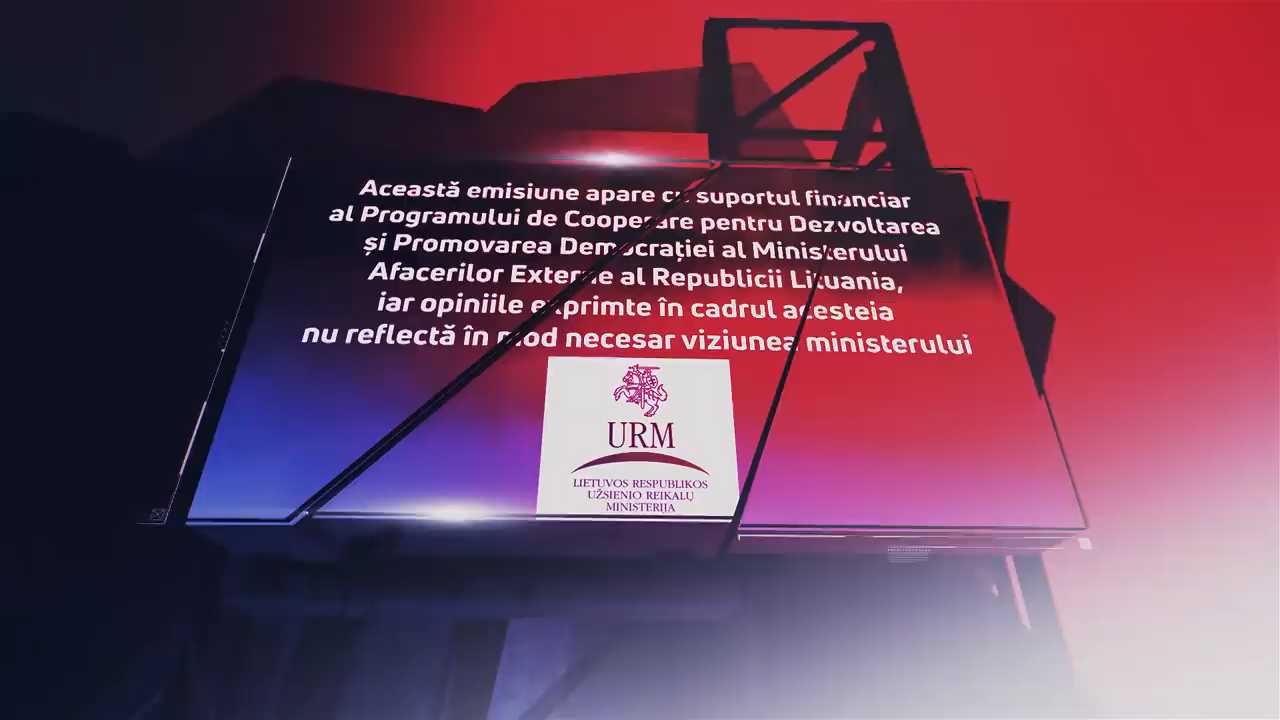 Această emisiune apare cu suportul financiar
al Programului de Cooperare pentru Dezvoltarea
și Promovarea Democrației al Ministerului
Afacerilor Externe al Republicii Lituania,
iar opiniile exprimte în cadrul acesteia
nu reflectă în mod necesar viziunea ministerului
URM
LIETUVOS RESPUBLIKOS
UŽSIENIO REIKALŲ
MINISTERIJA